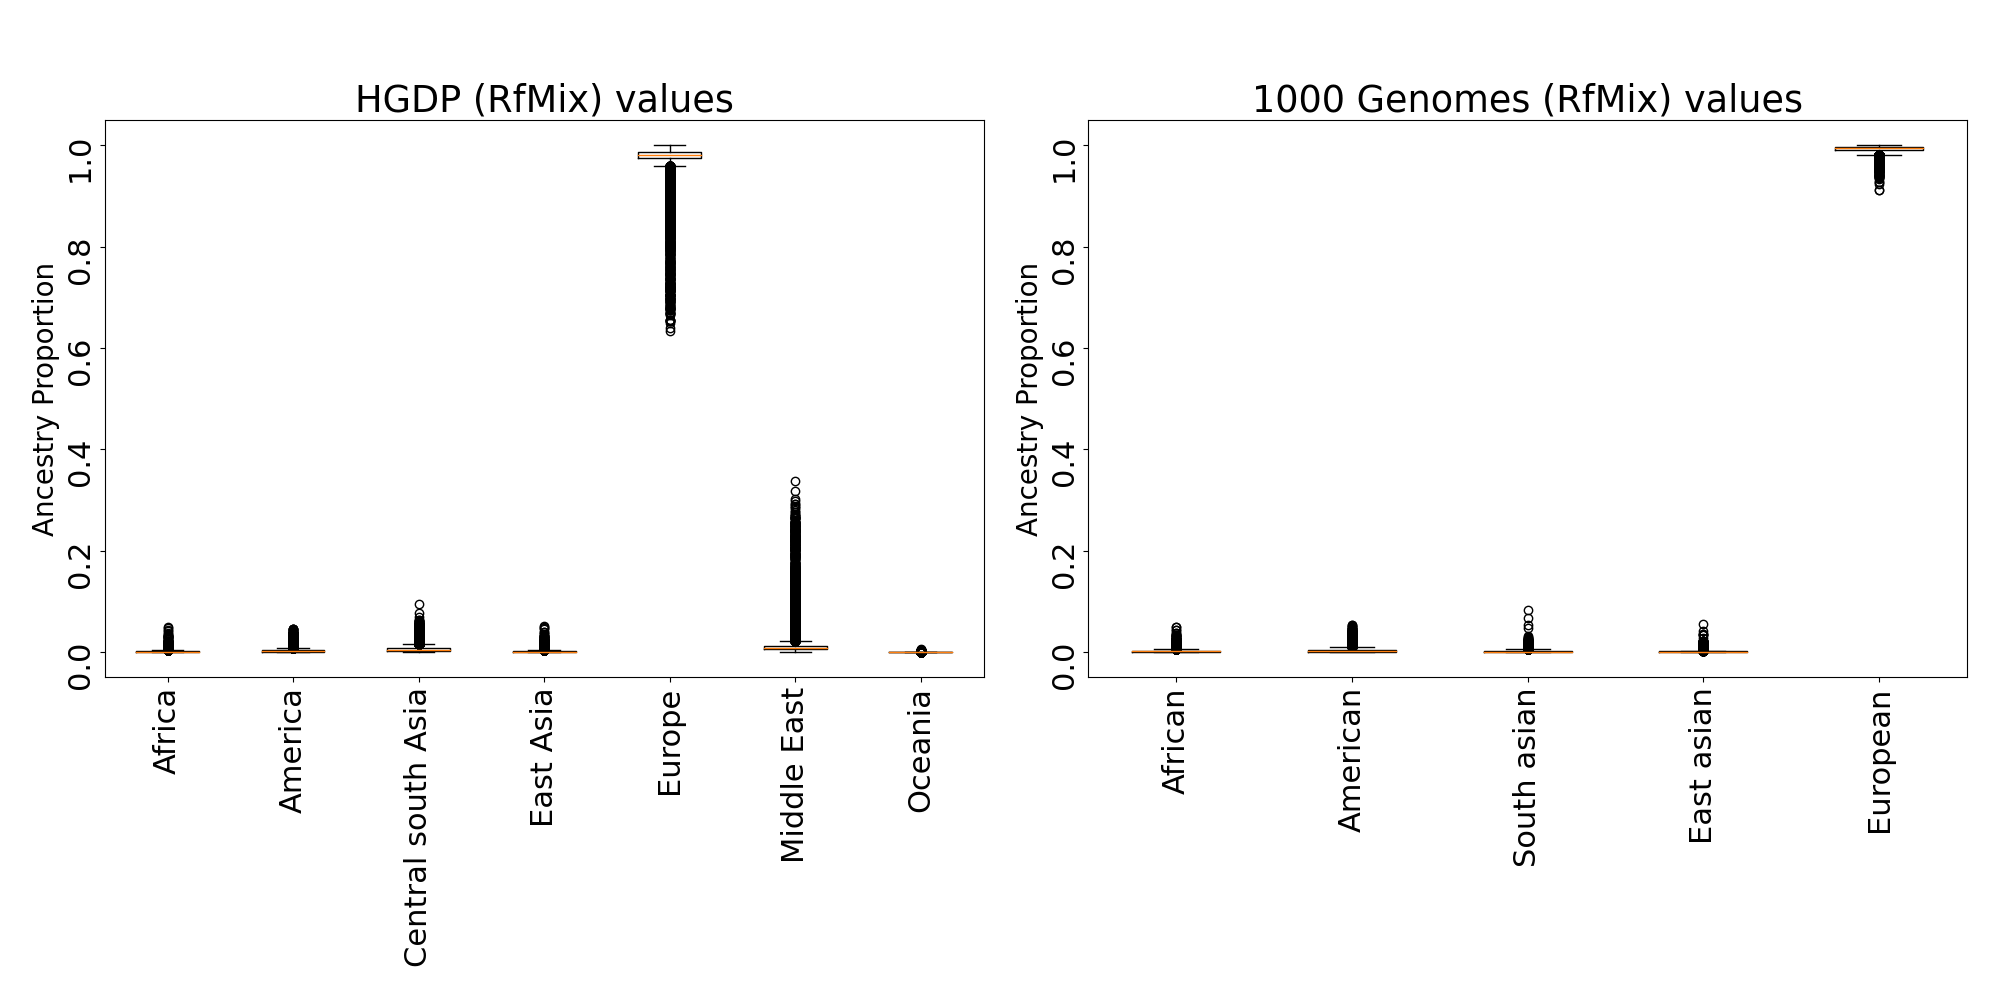 HGDP (RfMix) values
Ancestry Proportion
1.0
0.8
0.6
0.4
0.2
0.0
Africa
America
Central south Asia
East Asia
Europe
Middle East
Oceania
1000 Genomes (RfMix) values
Ancestry Proportion
1.0
0.8
0.6
0.4
0.2
0.0
African
American
South asian
East asian
European